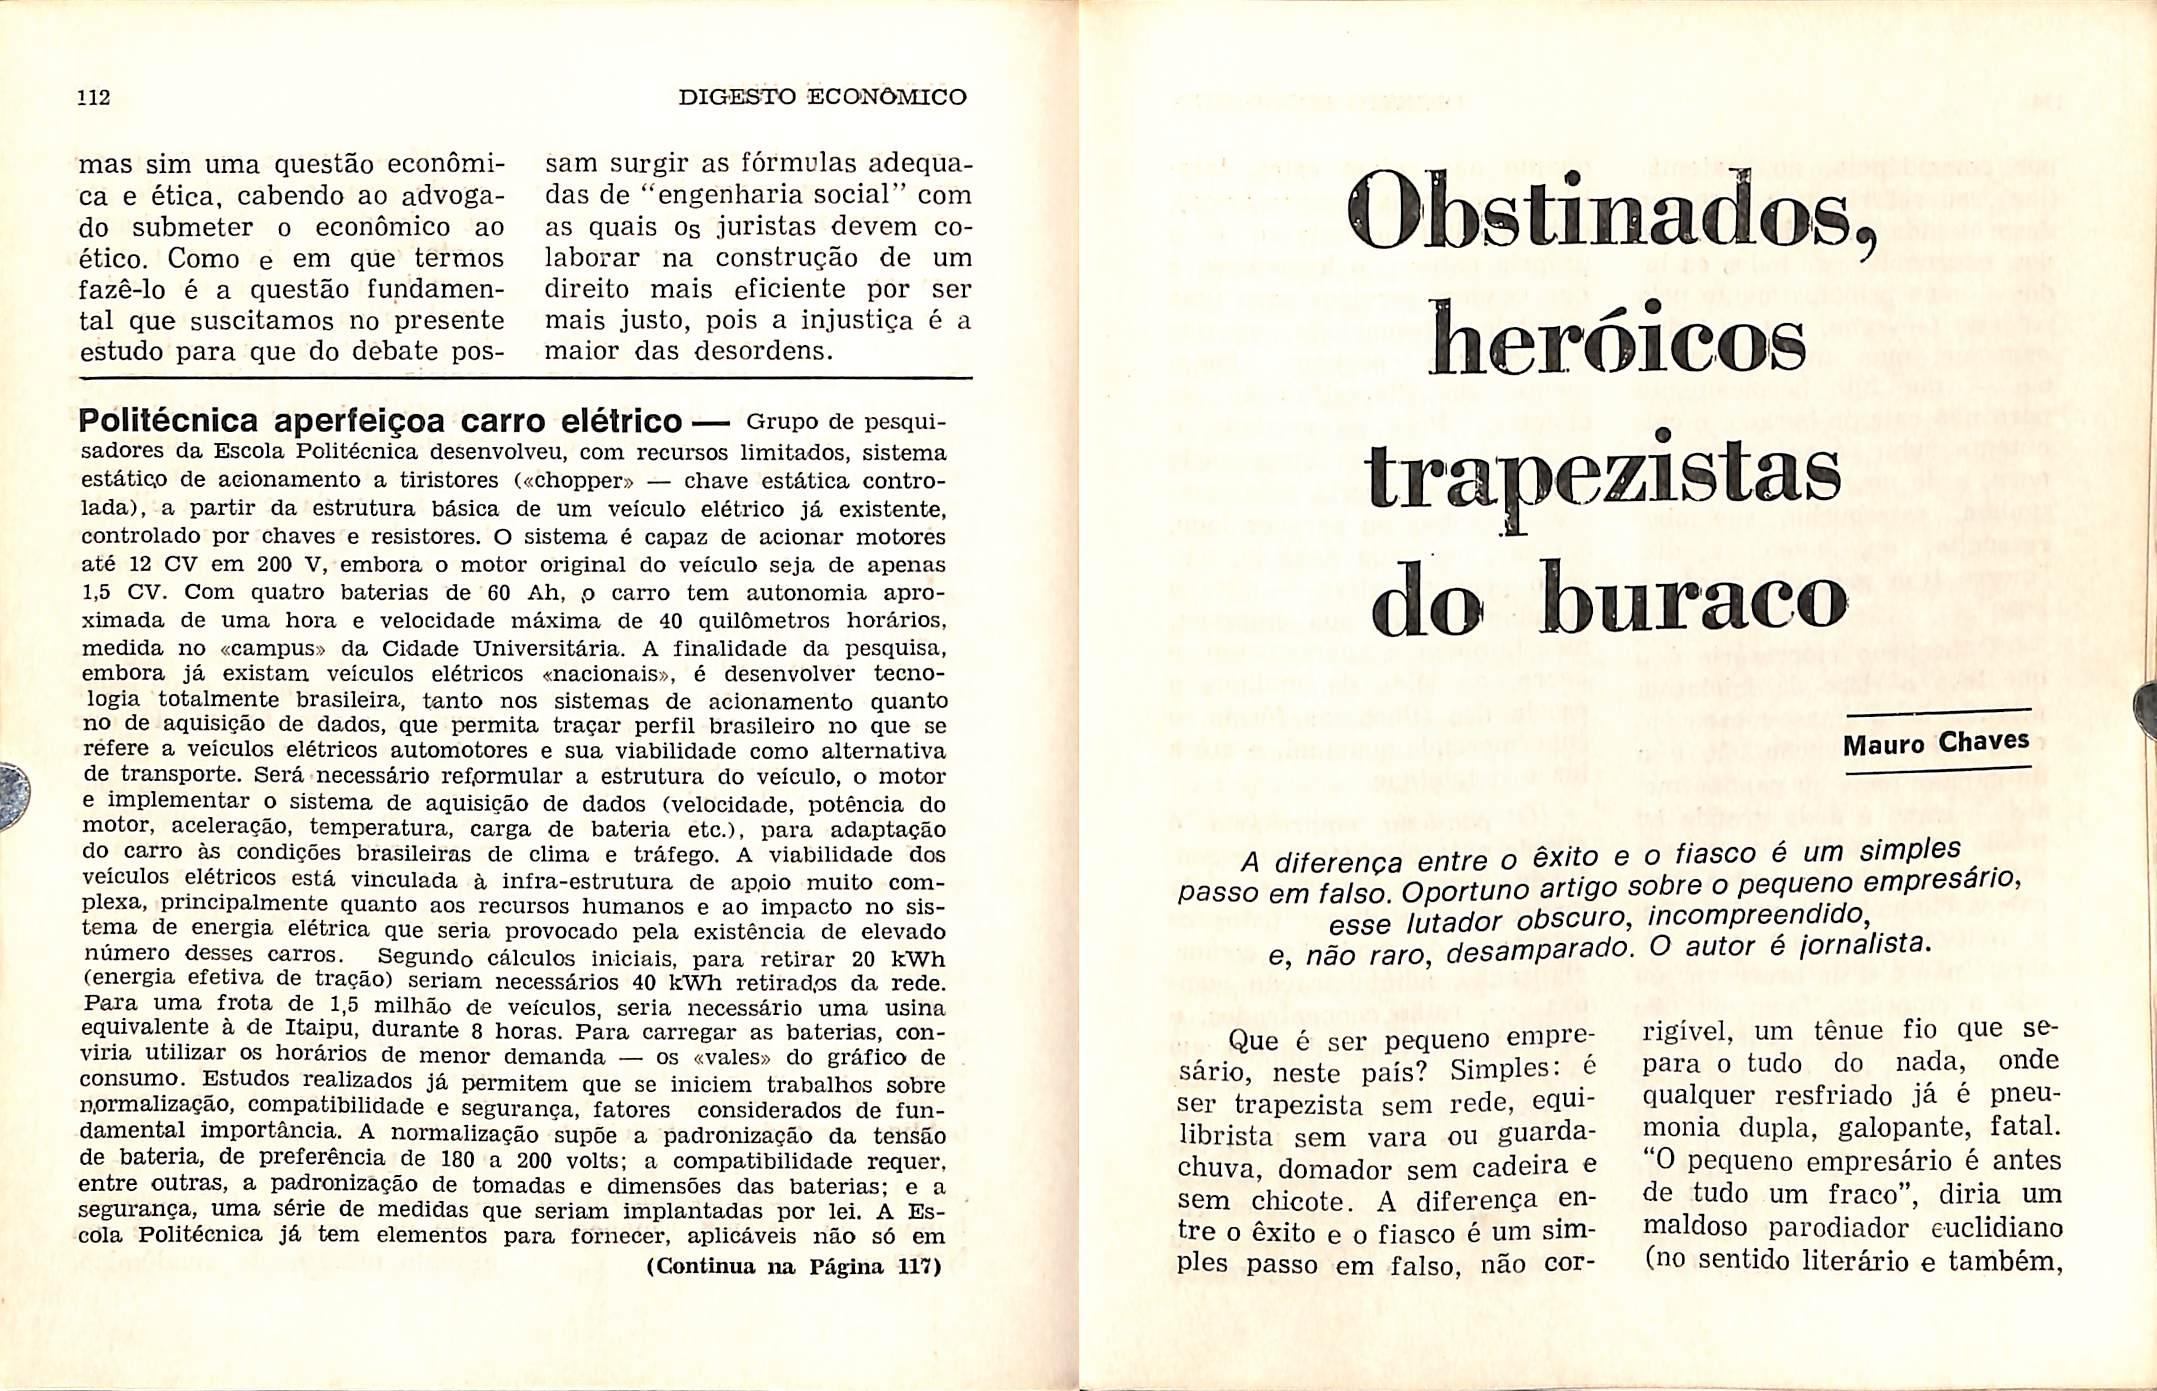 112
DIGESTO ECONÔMICO
mas sim uma questão econômi-
ca e ética, cabendo ao advoga-
do submeter o econômico ao
ético. Como e em que termos
fazê-lo é a questão fundamen-
tal que suscitamos no presente
estudo para que do debate pos-
sam surgir as fórmulas adequa-
das de "engenharia social" com
as quais os juristas devem co-
laborar na construção de um
direito mais eficiente por ser
mais justo, pois a injustiça é a
maior das desordens.
Politécnica aperfeiçoa carro elétrico — Grupo de pesqui-
sadores da Escola Politécnica desenvolveu, com recursos limitados, sistema
estático de acionamento a tiristores («chopper» — chave estática contro-
lada), a partir da estrutura básica de um veículo elétrico já existente,
controlado por chaves e resistores. O sistema é capaz de acionar motores
até 12 CV em 200 V, embora o motor original do veículo seja de apenas
1,5 CV. Com quatro baterias de 60 Ah, o carro tem autonomia apro-
ximada de uma hora e velocidade máxima de 40 quilômetros horários,
medida no «campus» da Cidade Universitária. A finalidade da pesquisa,
embora já existam veículos elétricos «nacionais», é desenvolver tecno-
logia totalmente brasileira, tanto nos sistemas de acionamento quanto
no de aquisição de dados, que permita traçar perfil brasileiro no que se
refere a veículos elétricos automotores e sua viabilidade como alternativa
de transporte. Será necessário reformular a estrutura do veículo, o motor
e implementar o sistema de aquisição de dados (velocidade, potência do
motor, aceleração, temperatura, carga de bateria etc.), para adaptação
do carro às condições brasileiras de clima e tráfego. A viabilidade dos
veículos elétricos está vinculada à infra-estrutura de apoio muito com-
plexa, principalmente quanto aos recursos humanos e ao impacto no sis-
tema de energia elétrica que seria provocado pela existência de elevado
número desses carros. Segundo cálculos iniciais, para retirar 20 kWh
(energia efetiva de tração) seriam necessários 40 kWh retirados da rede.
Para uma frota de 1,5 milhão de veículos, seria necessário uma usina
equivalente à de Itaipu, durante 8 horas. Para carregar as baterias, con-
viria utilizar os horários de menor demanda — os «vales» do gráfico de
consumo. Estudos realizados já permitem que se iniciem trabalhos sobre
normalização, compatibilidade e segurança, fatores considerados de fun-
damental importância. A normalização supõe a padronização da tensão
de bateria, de preferência de 180 a 200 volts; a compatibilidade requer,
entre outras, a padronização de tomadas e dimensões das baterias; e a
segurança, uma série de medidas que seriam implantadas por lei. A Es-
cola Politécnica já tem elementos para fornecer, aplicáveis não só em
(Continua na Página 117)
Obstinados,
heróicos
trapezistas
do buraco
Mauro Chaves
A diferença entre o êxito e o fiasco é um simples
passo em falso. Oportuno artigo sobre o pequeno empresário,
esse lutador obscuro, incompreendido,
e, não raro, desamparado. O autor é jornalista.
Que é ser pequeno empre-
sário, neste país? Simples: é
ser trapezista sem rede, equi-
librista sem vara ou guarda-
chuva, domador sem cadeira e
sem chicote. A diferença en-
tre o êxito e o fiasco é um sim-
ples passo em falso, não cor-
rigível, um tênue fio que se-
para o tudo do nada, onde
qualquer resfriado já é pneu-
monia dupla, galopante, fatal.
"O pequeno empresário é antes
de tudo um fraco", diria um
maldoso parodiador euclidiano
(no sentido literário e também,